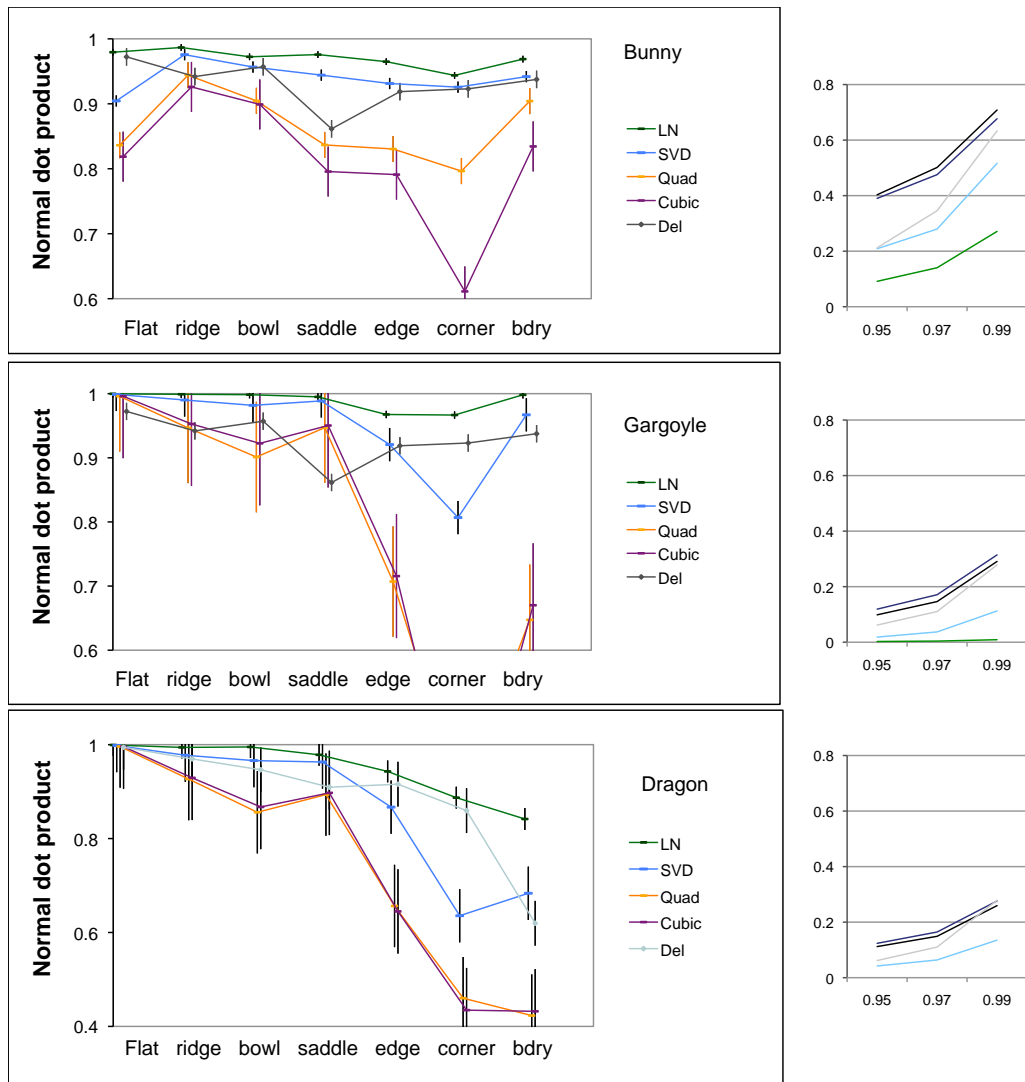 Bunny
Normal dot product
1
0.9
0.8
0.7
0.6
LN
SVD
Quad
Cubic
Del
Flat ridge bowl saddle edge corner bdry
0.8
0.6
0.4
0.2
0
0.95 0.97 0.99
Gargoyle
Normal dot product
1
0.9
0.8
0.7
0.6
LN
SVD
Quad
Cubic
Del
Flat ridge bowl saddle edge corner bdry
0.8
0.6
0.4
0.2
0
0.95 0.97 0.99
Dragon
Normal dot product
1
0.8
0.6
0.4
LN
SVD
Quad
Cubic
Del
Flat ridge bowl saddle edge corner bdry
0.8
0.6
0.4
0.2
0
0.95 0.97 0.99